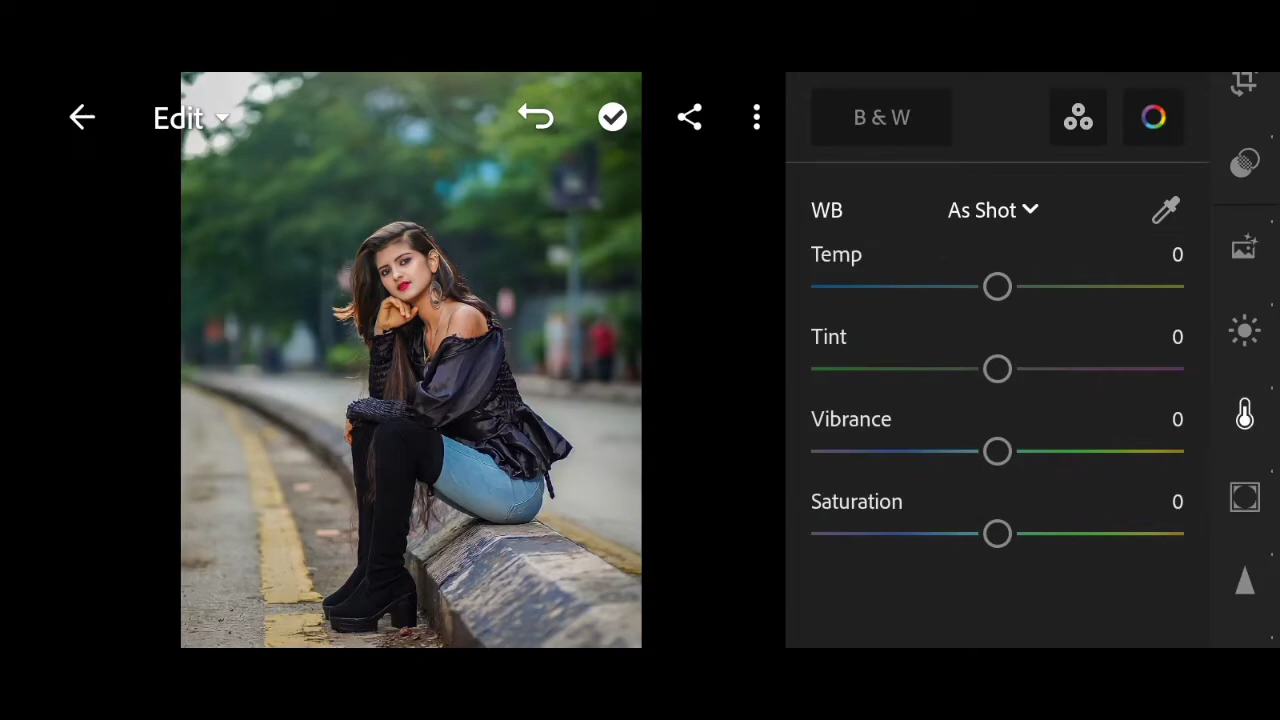 Edit
B & W
WB As Shot
Temp 0
Tint 0
Vibrance 0
Saturation 0